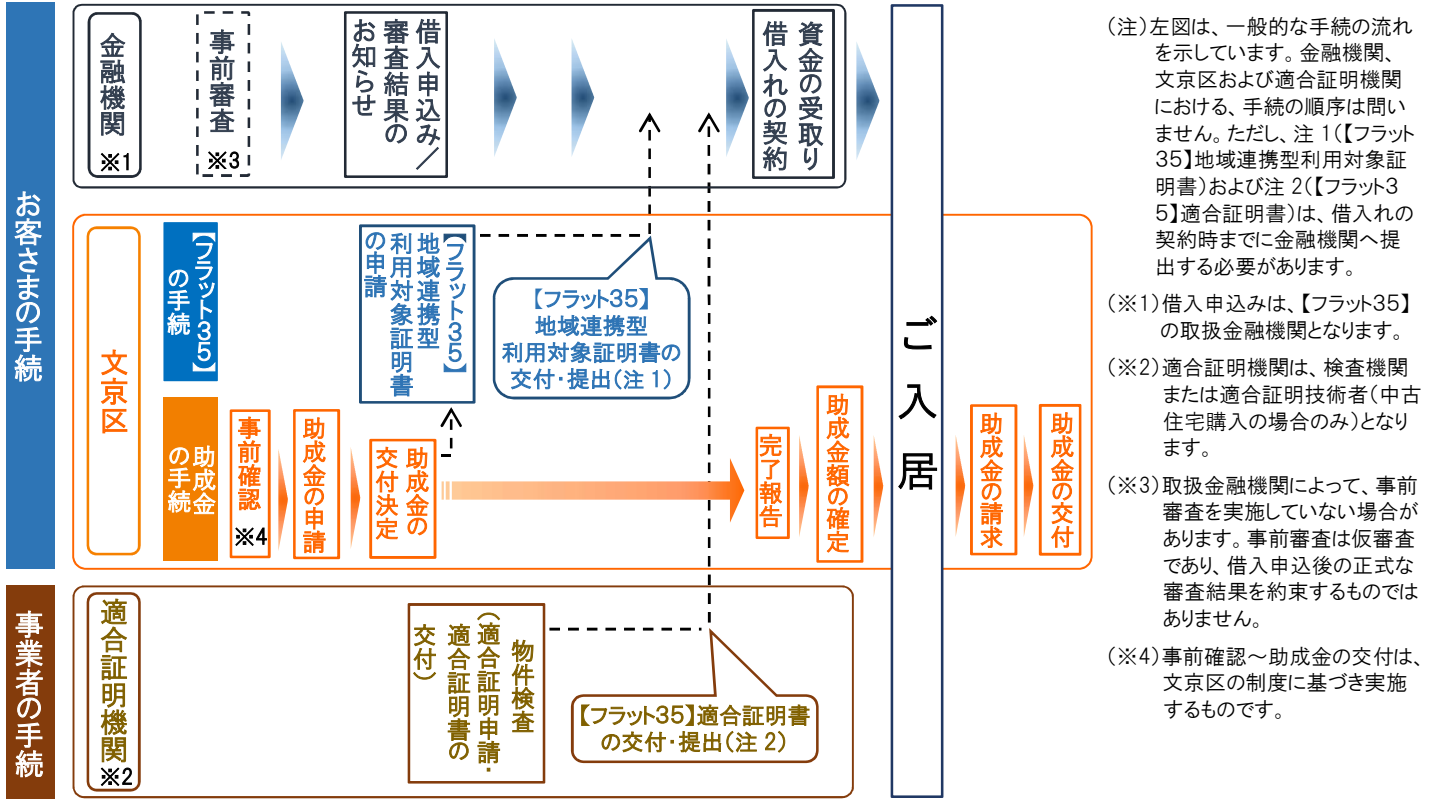 お客さまの手続
金融機関
※1
事前審査
※3
借入申込み/
審査結果の
お知らせ
資金の受取り
借入れの契約
文京区
【フラット35】
の手続
【フラット35】
地域連携型
利用対象証明書
の申請
【フラット35】
地域連携型
利用対象証明書の
交付・提出(注1)
助成金
の手続
事前確認
※4
助成金の申請
助成金の
交付決定
完了報告
助成金額の確定
ご入居
助成金の請求
助成金の交付
事業者の手続
適合証明機関
※2
物件検査
(適合証明申請・
適合証明書の
交付)
【フラット35】適合証明書
の交付・提出(注2)
(注)左図は、一般的な手続の流れ
を示しています。金融機関、
文京区および適合証明機関
における、手続の順序は問い
ません。ただし、注1(【フラット
35】地域連携型利用対象証
明書)および注2(【フラット3
5】適合証明書)は、借入れの
契約時までに金融機関へ提
出する必要があります。
(※1)借入申込みは、【フラット35】
の取扱金融機関となります。
(※2)適合証明機関は、検査機関
または適合証明技術者(中古
住宅購入の場合のみ)となり
ます。
(※3)取扱金融機関によって、事前
審査を実施していない場合が
あります。事前審査は仮審査
であり、借入申込後の正式な
審査結果を約束するものでは
ありません。
(※4)事前確認~助成金の交付は、
文京区の制度に基づき実施
するものです。